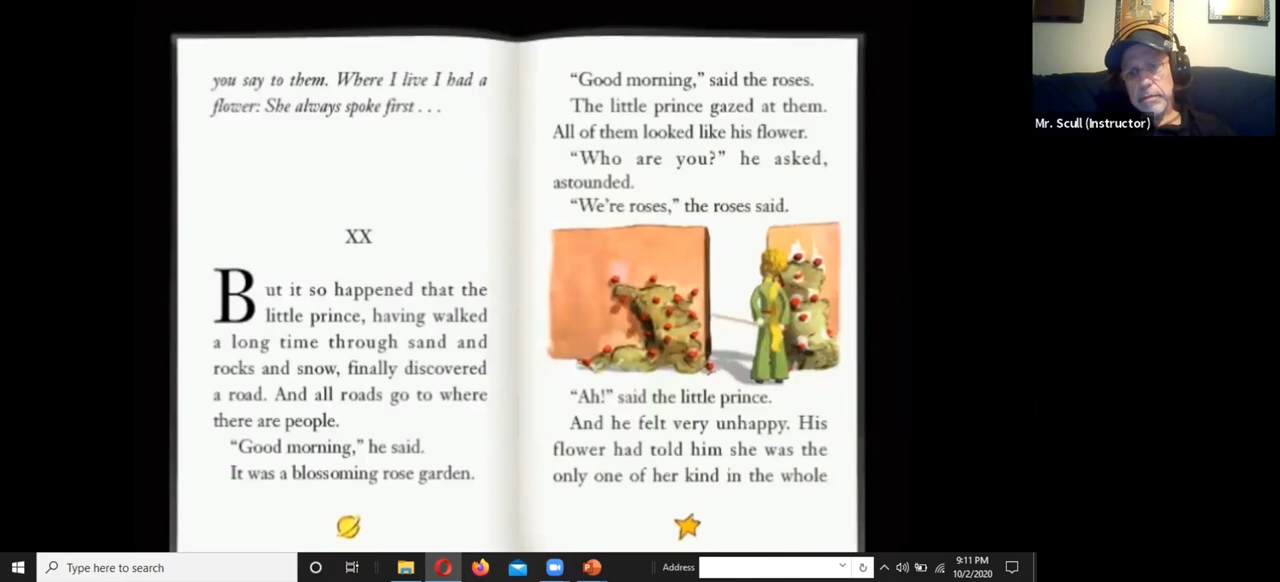 you say to them. Where I live I had a
flower: She always spoke first . . .
XX
But it so happened that the
little prince, having walked
a long time through sand and
rocks and snow, finally discovered
a road. And all roads go to where
there are people.
“Good morning,” he said.
It was a blossoming rose garden.
“Good morning,” said the roses.
The little prince gazed at them.
All of them looked like his flower.
“Who are you?” he asked,
astounded.
“We’re roses,” the roses said.
“Ah!” said the little prince.
And he felt very unhappy. His
flower had told him she was the
only one of her kind in the whole
Mr. Scull (Instructor)
Type here to search
Address
9:11 PM
10/2/2020